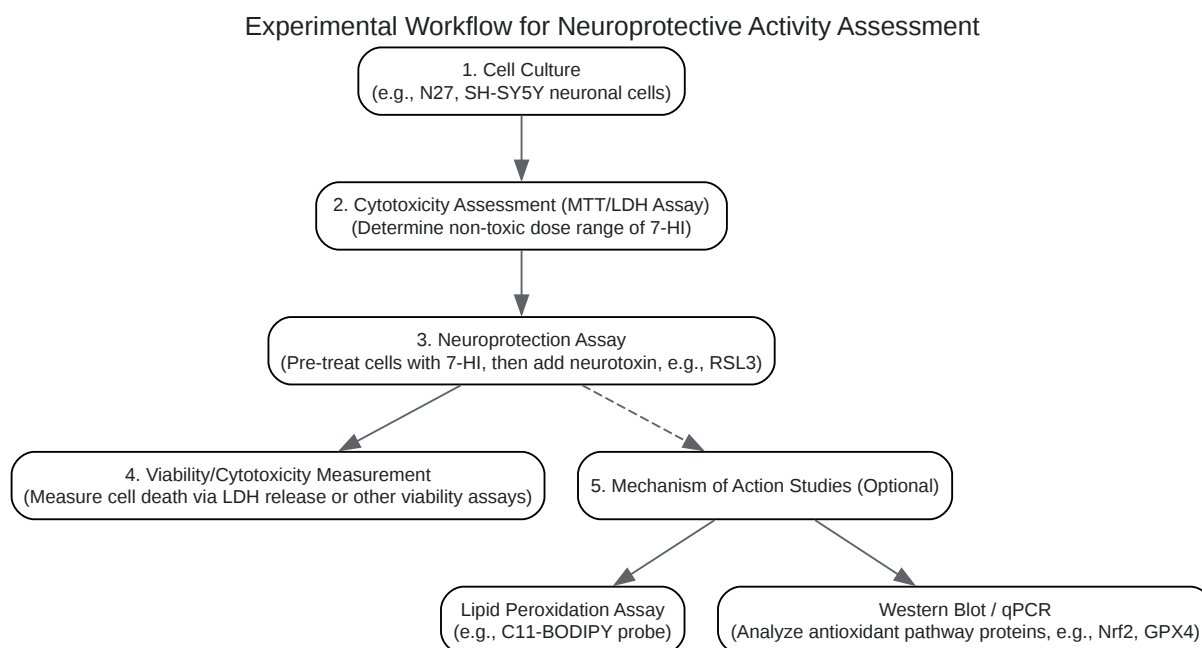 Experimental Workflow for Neuroprotective Activity Assessment
1. Cell Culture
(e.g., N27, SH-SY5Y neuronal cells)
2. Cytotoxicity Assessment (MTT/LDH Assay)
(Determine non-toxic dose range of 7-HI)
3. Neuroprotection Assay
(Pre-treat cells with 7-HI, then add neurotoxin, e.g., RSL3)
4. Viability/Cytotoxicity Measurement
(Measure cell death via LDH release or other viability assays)
5. Mechanism of Action Studies (Optional)
Lipid Peroxidation Assay
(e.g., C11-BODIPY probe)
Western Blot / qPCR
(Analyze antioxidant pathway proteins, e.g., Nrf2, GPX4)